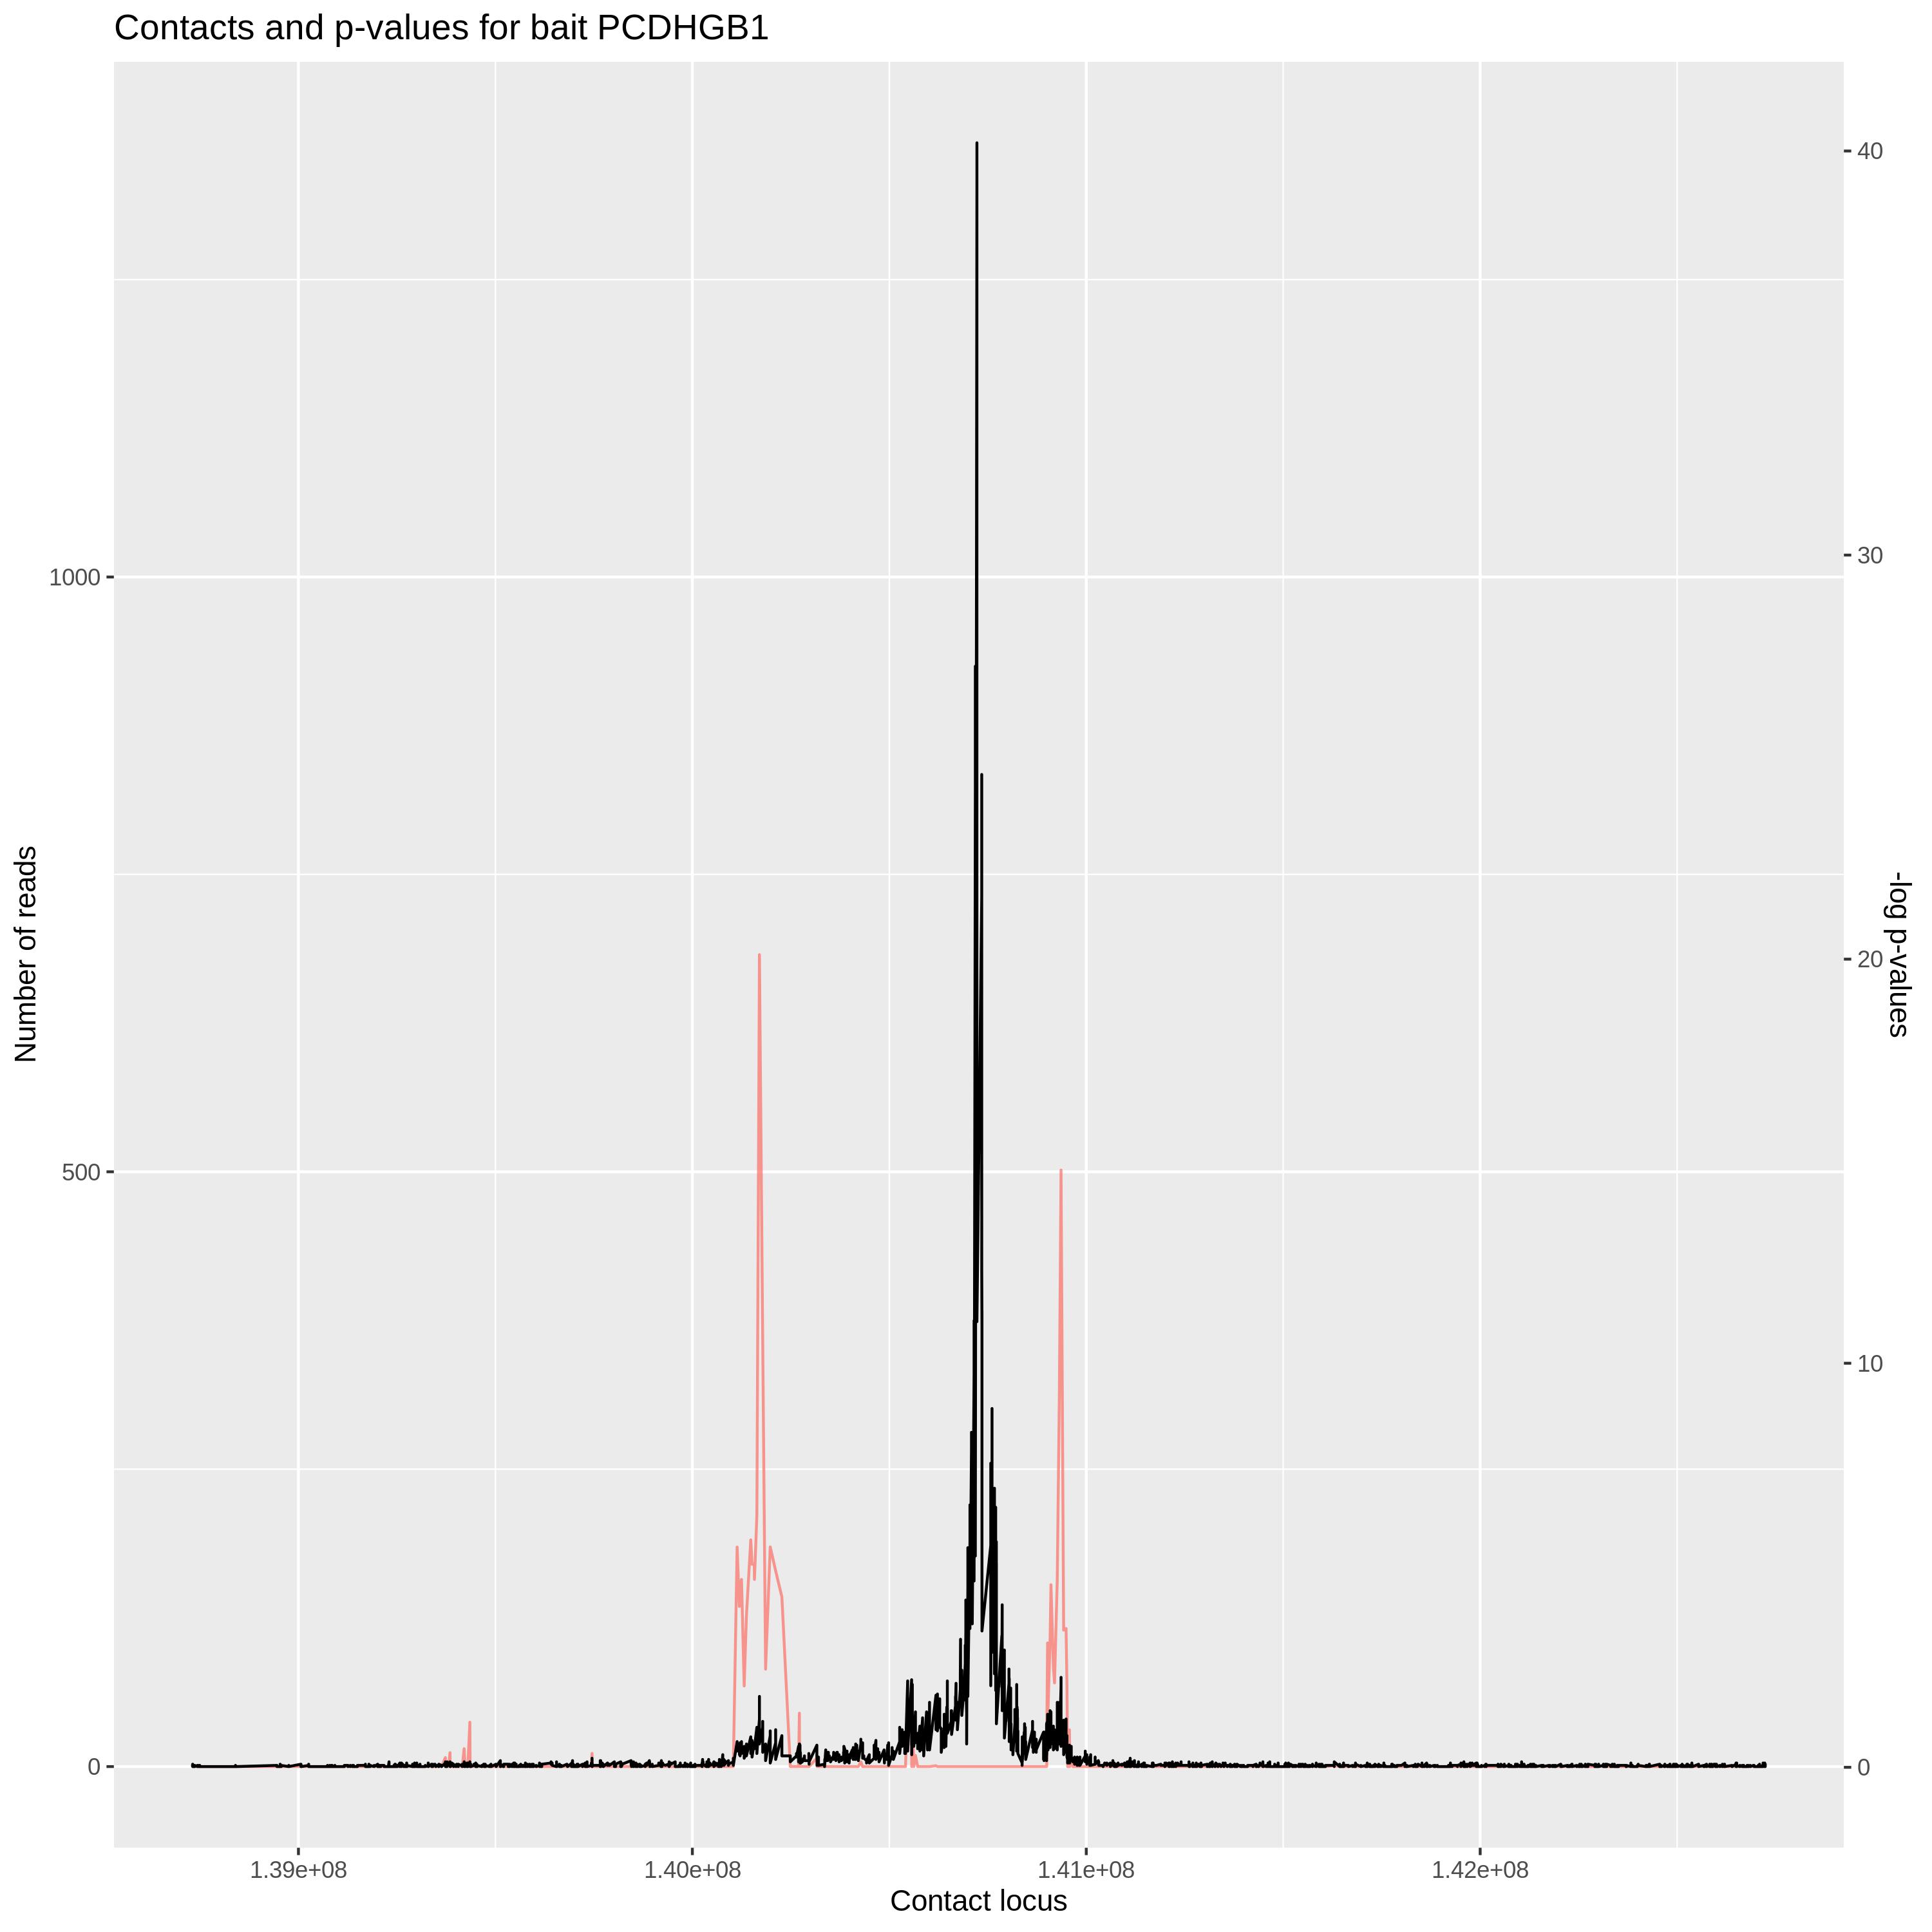 Contacts and p-values for bait PCDHGB1
Number of reads
1000
500
0
40
30
20
10
0
-log p-values
1.39e+08
1.40e+08
1.41e+08
1.42e+08
Contact locus